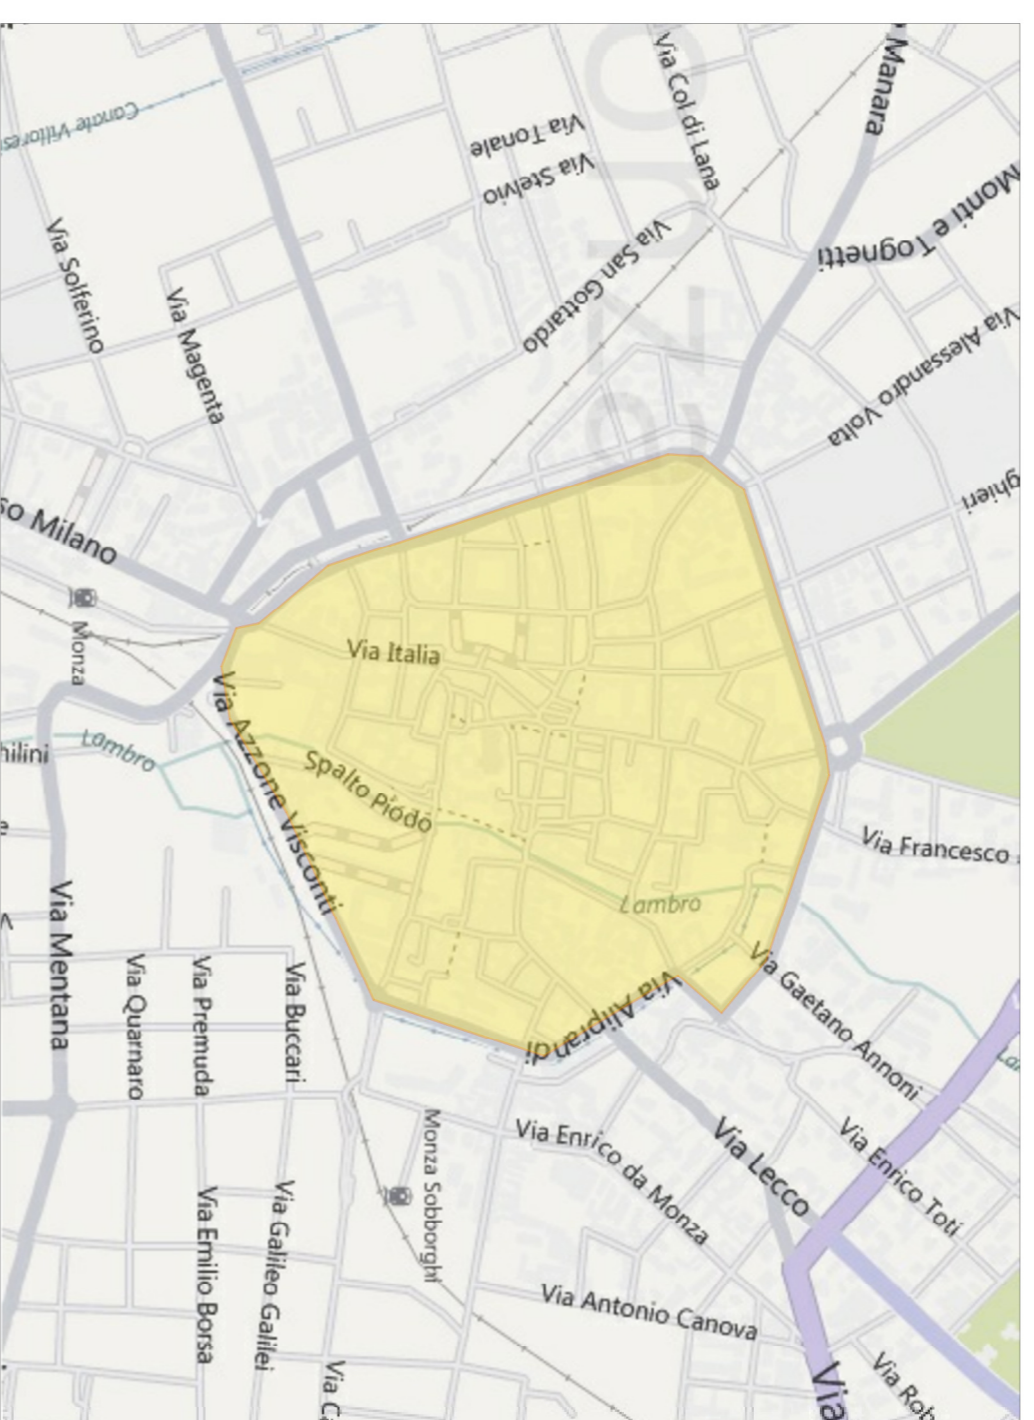 Manara
Via Col di Lana
Via Tonale
Via Stelvio
Monti e Tognetti
Via San Gottardo
Via Solferino
Via Magenta
Via Alessandro Volta
so Milano
Monza
Via Italia
Via Azzone Visconti
Lambro
Spalto Piodo
Via Francesco
Lambro
Via Mentana
Via Quarnaro
Via Premuda
Via Buccari
Via Aliprandi
Via Gaetano Annoni
Monza Sobborghi
Via Enrico da Monza
Via Lecco
Via Enrico Toti
Via Emilio Borsa
Via Galileo Galilei
Via Antonio Canova
Via